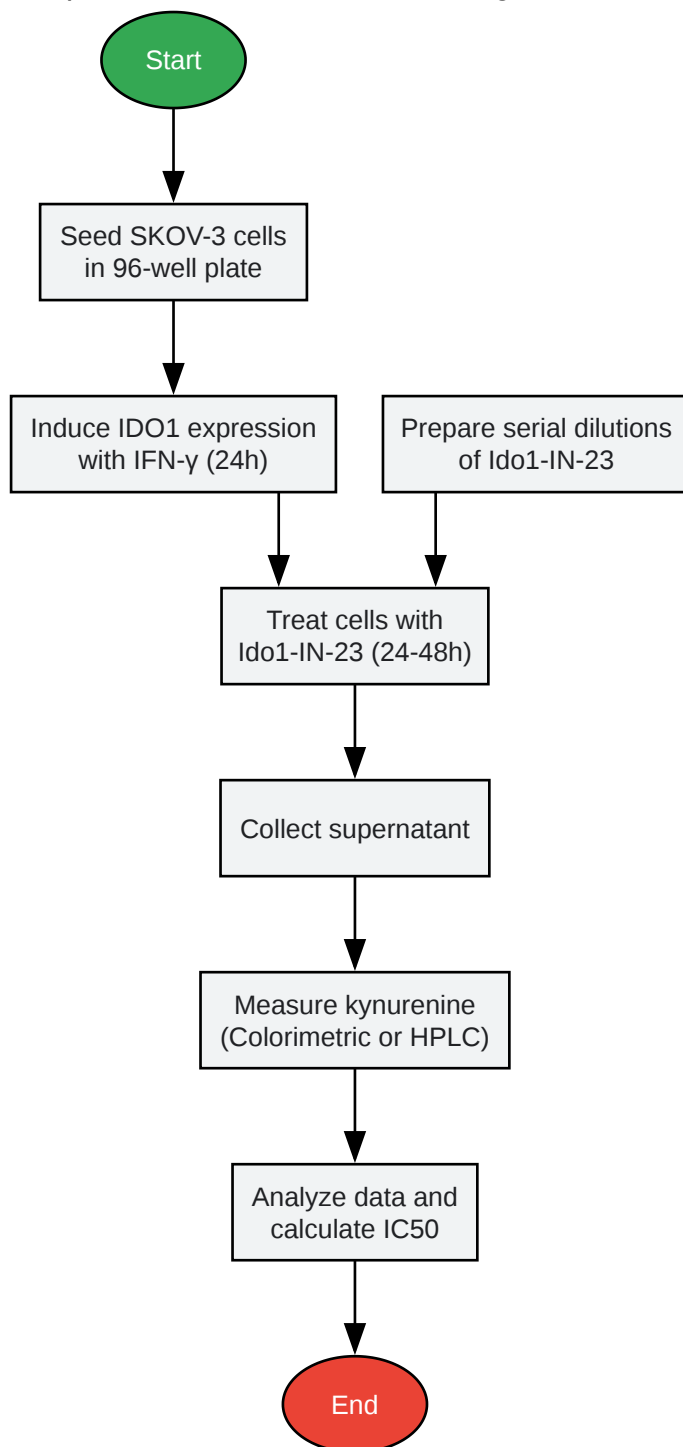 Start
Seed SKOV-3 cells
in 96-well plate
Induce IDO1 expression
with IFN-γ (24h)
Prepare serial dilutions
of Ido1-IN-23
Treat cells with
Ido1-IN-23 (24-48h)
Collect supernatant
Measure kynurenine
(Colorimetric or HPLC)
Analyze data and
calculate IC50
End